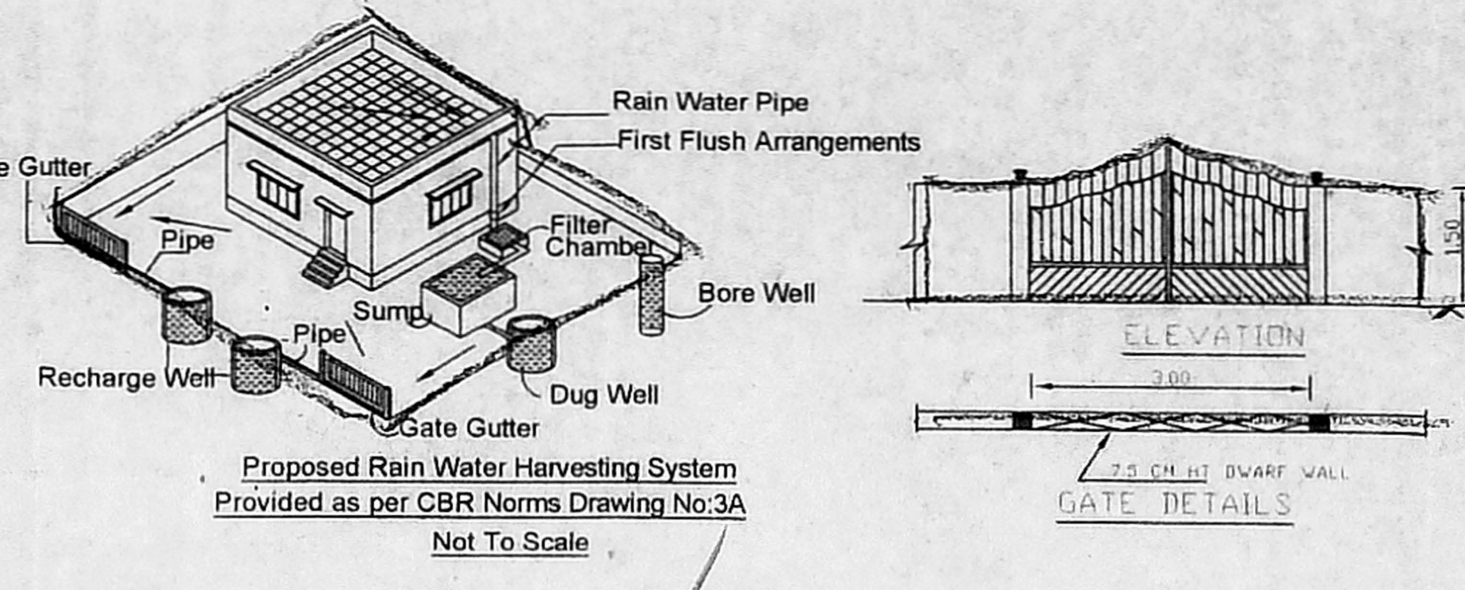 Rain Water Pipe
First Flush Arrangements
Gutter
Pipe
Filter
Chamber
Bore Well
Sump
Pipe
Recharge Well
Dug Well
Gate Gutter
Proposed Rain Water Harvesting System
Provided as per CBR Norms Drawing No:3A
Not To Scale
1.50
ELEVATION
3.00
7.5 CM HT DWARF WALL
GATE DETAILS